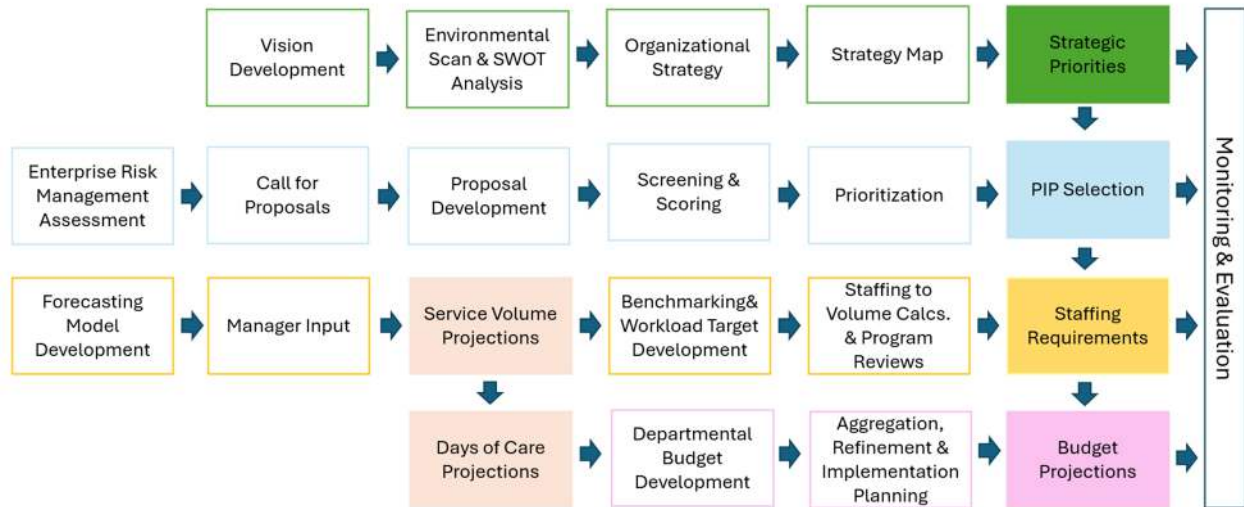 Vision
Development
Environmental
Scan & SWOT
Analysis
Organizational
Strategy
Strategy Map
Strategic
Priorities
Enterprise Risk
Management
Assessment
Call for
Proposals
Proposal
Development
Screening &
Scoring
Prioritization
PIP Selection
Forecasting
Model
Development
Manager Input
Service Volume
Projections
Benchmarking&
Workload Target
Development
Staffing to
Volume Calcs.
& Program
Reviews
Staffing
Requirements
Days of Care
Projections
Departmental
Budget
Development
Aggregation,
Refinement &
Implementation
Planning
Budget
Projections
Monitoring & Evaluation